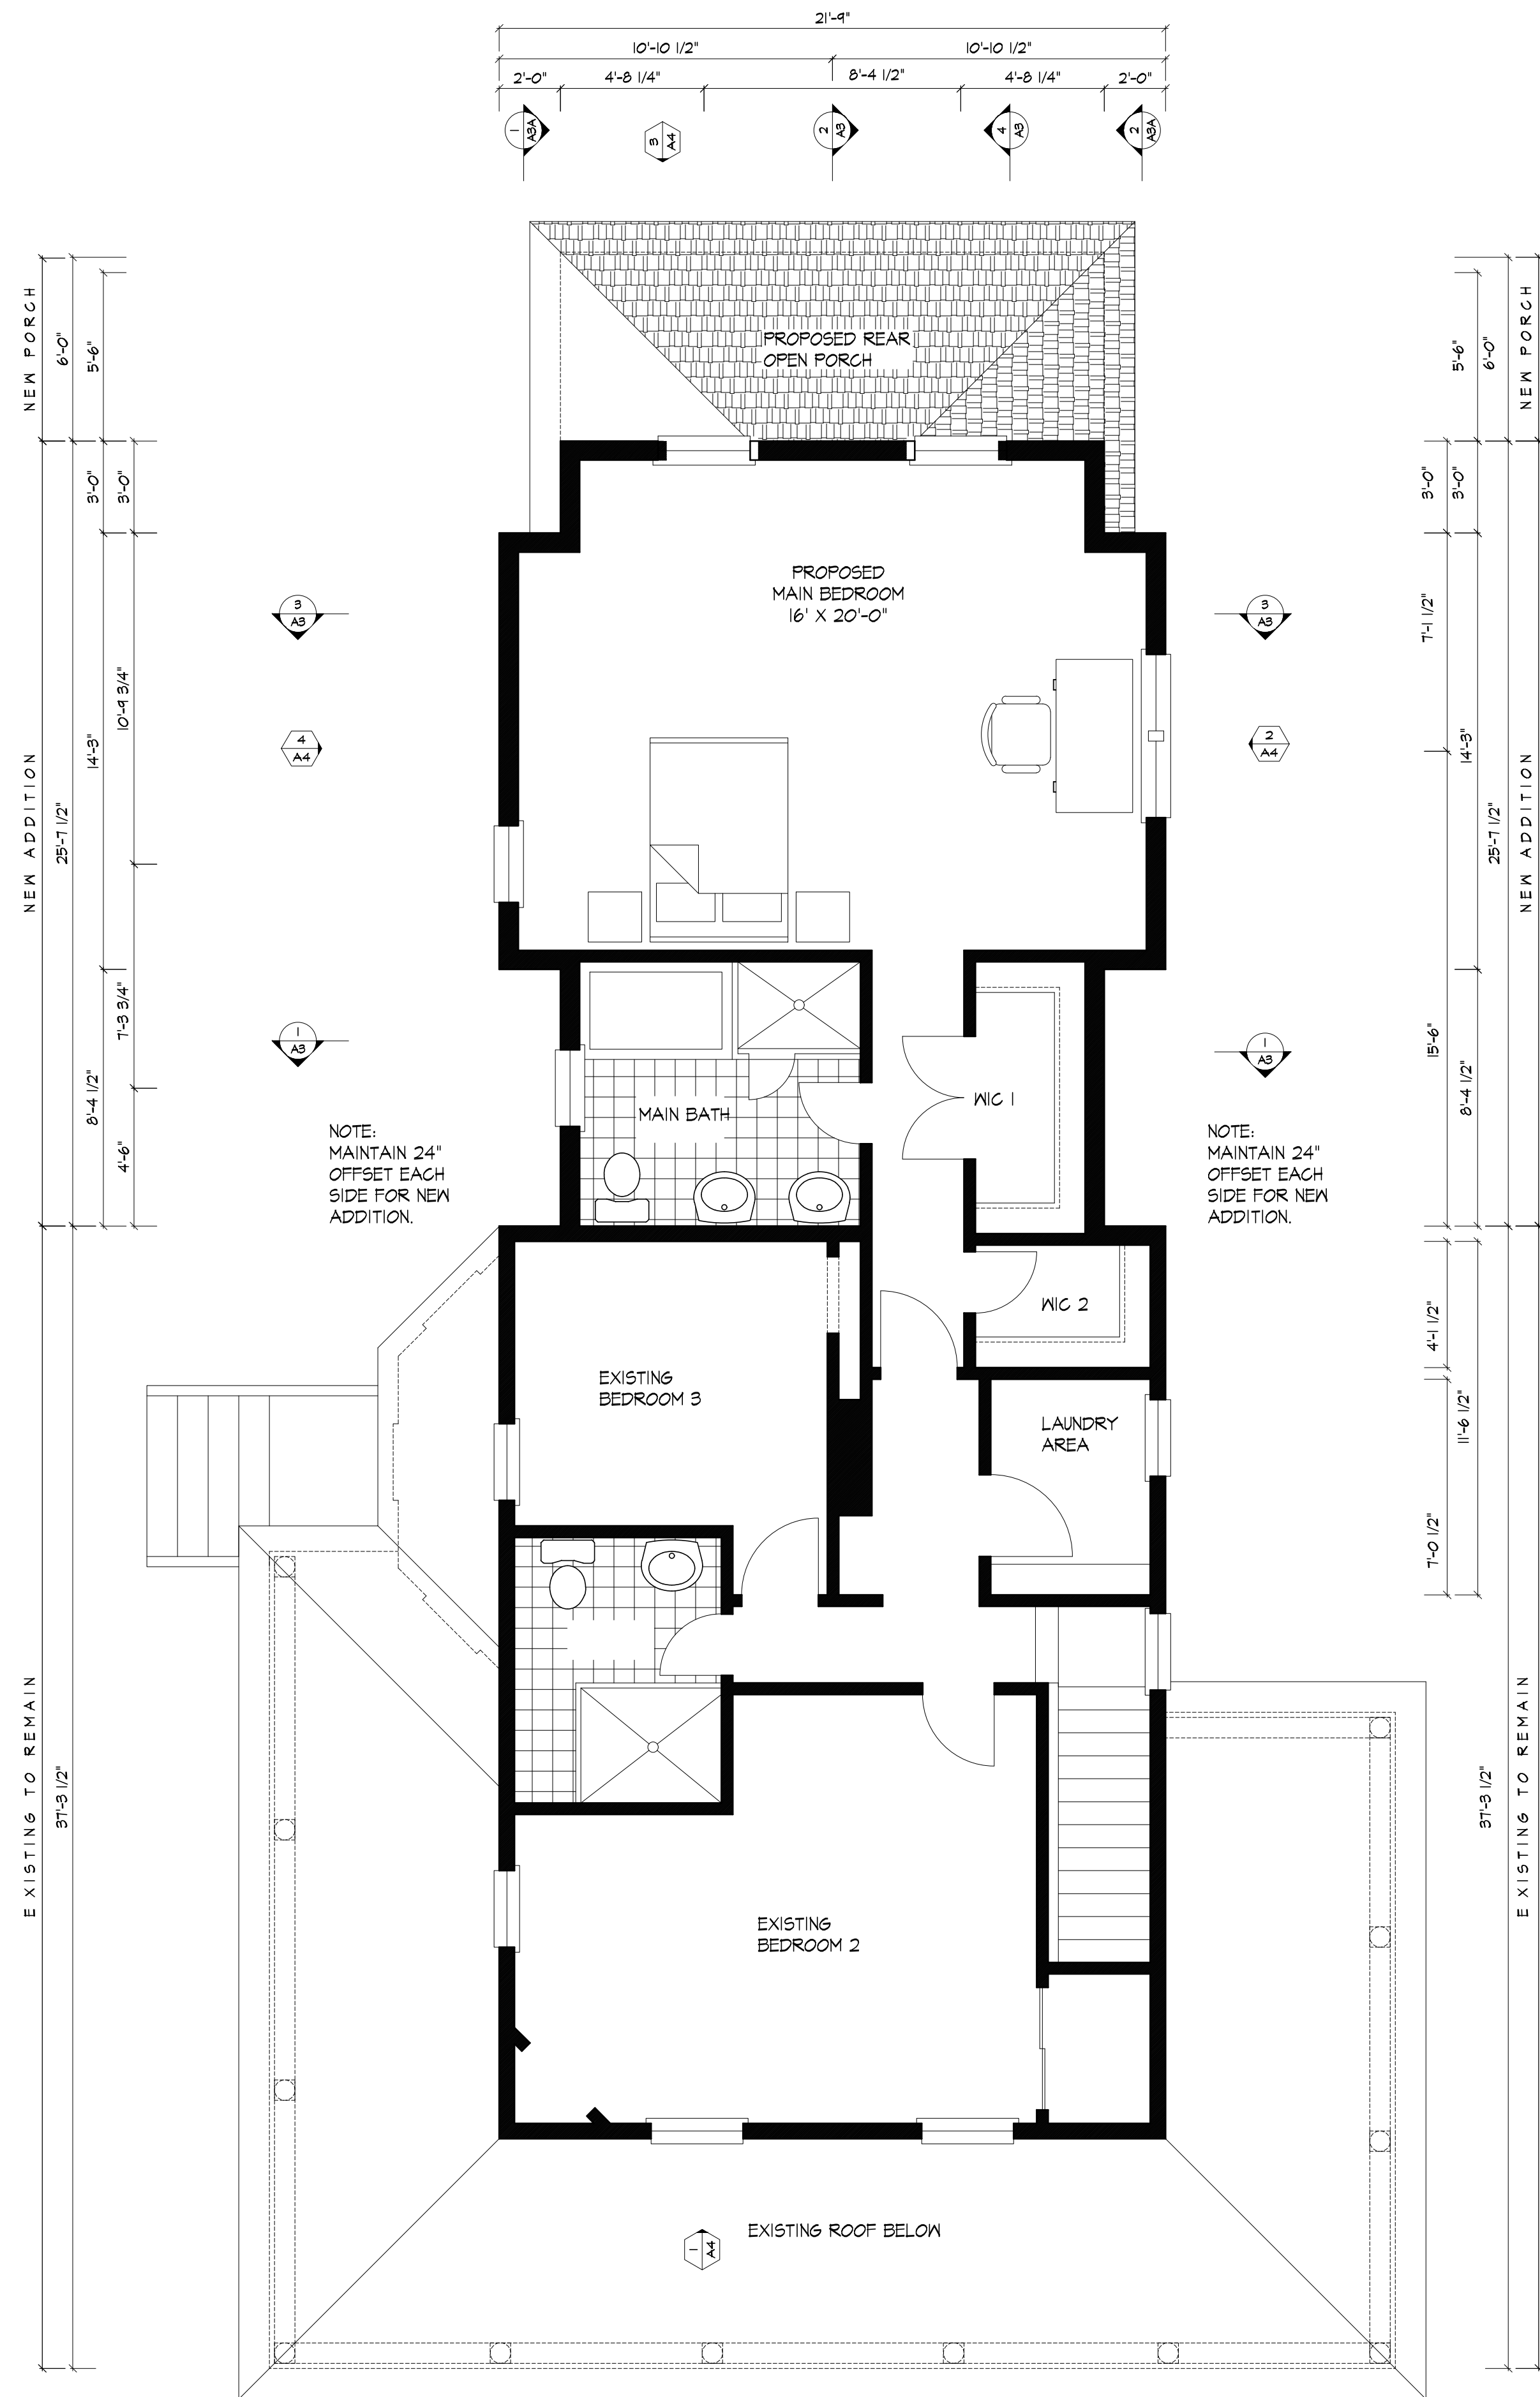 21'-9"
10'-10 1/2"
10'-10 1/2"
2'-0"
4'-8 1/4"
8'-4 1/2"
4'-8 1/4"
2'-0"
1
A3A
3
A4
2
A3
4
A3
2
A3A
NEW PORCH
6'-0"
5'-6"
PROPOSED REAR
OPEN PORCH
5'-6"
6'-0"
NEW PORCH
3'-0"
3'-0"
3'-0"
3'-0"
PROPOSED
MAIN BEDROOM
16' X 20'-0"
3
A3
3
A3
7'-1 1/2"
10'-9 3/4"
14'-3"
4
A4
2
A4
14'-3"
NEW ADDITION
25'-7 1/2"
25'-7 1/2"
NEW ADDITION
7'-3 3/4"
8'-4 1/2"
4'-6"
1
A3
1
A3
15'-6"
8'-4 1/2"
MAIN BATH
WIC 1
NOTE:
MAINTAIN 24"
OFFSET EACH
SIDE FOR NEW
ADDITION.
NOTE:
MAINTAIN 24"
OFFSET EACH
SIDE FOR NEW
ADDITION.
WIC 2
4'-1 1/2"
EXISTING
BEDROOM 3
LAUNDRY
AREA
11'-6 1/2"
7'-0 1/2"
EXISTING TO REMAIN
37'-3 1/2"
37'-3 1/2"
EXISTING TO REMAIN
EXISTING
BEDROOM 2
EXISTING ROOF BELOW
1
A4